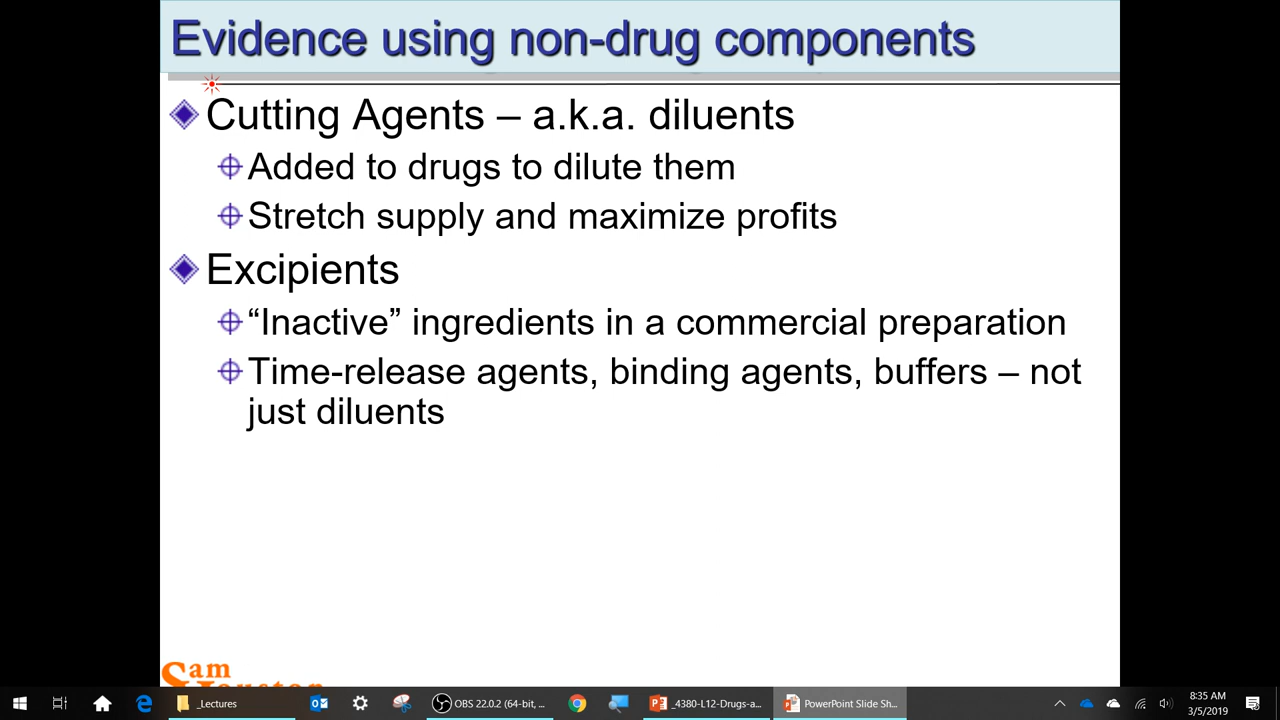 Evidence using non-drug components
Cutting Agents – a.k.a. diluents
Added to drugs to dilute them
Stretch supply and maximize profits
Excipients
“Inactive” ingredients in a commercial preparation
Time-release agents, binding agents, buffers – not
just diluents
Sam
Houston
_Lectures
OBS 22.0.2 (64-bit, ...
_4380-L12-Drugs-a...
PowerPoint Slide Sh...
8:35 AM
3/5/2019